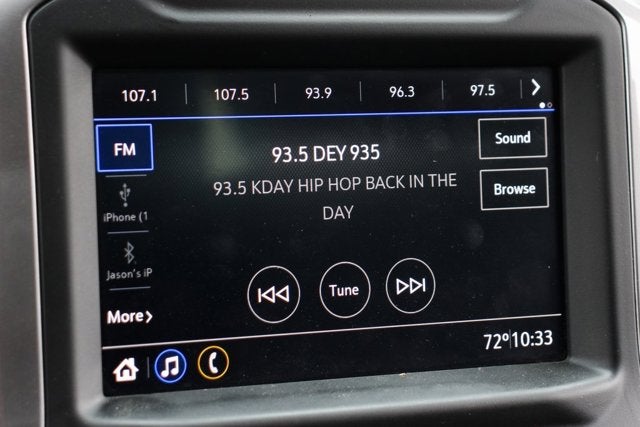 107.1 107.5 93.9 96.3 97.5
FM
93.5 DEY 935
Sound
93.5 KDAY HIP HOP BACK IN THE
DAY
Browse
iPhone (1
Jason's iP
Tune
More
72° 10:33